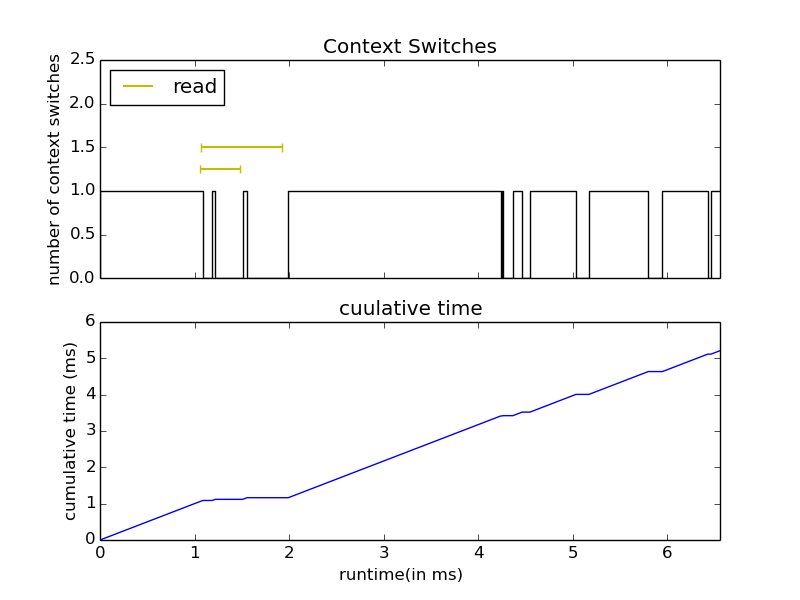 Context Switches
number of context switches
2.5
2.0
1.5
1.0
0.5
0.0
read
cuulative time
cumulative time (ms)
6
5
4
3
2
1
0
0 1 2 3 4 5 6
runtime(in ms)